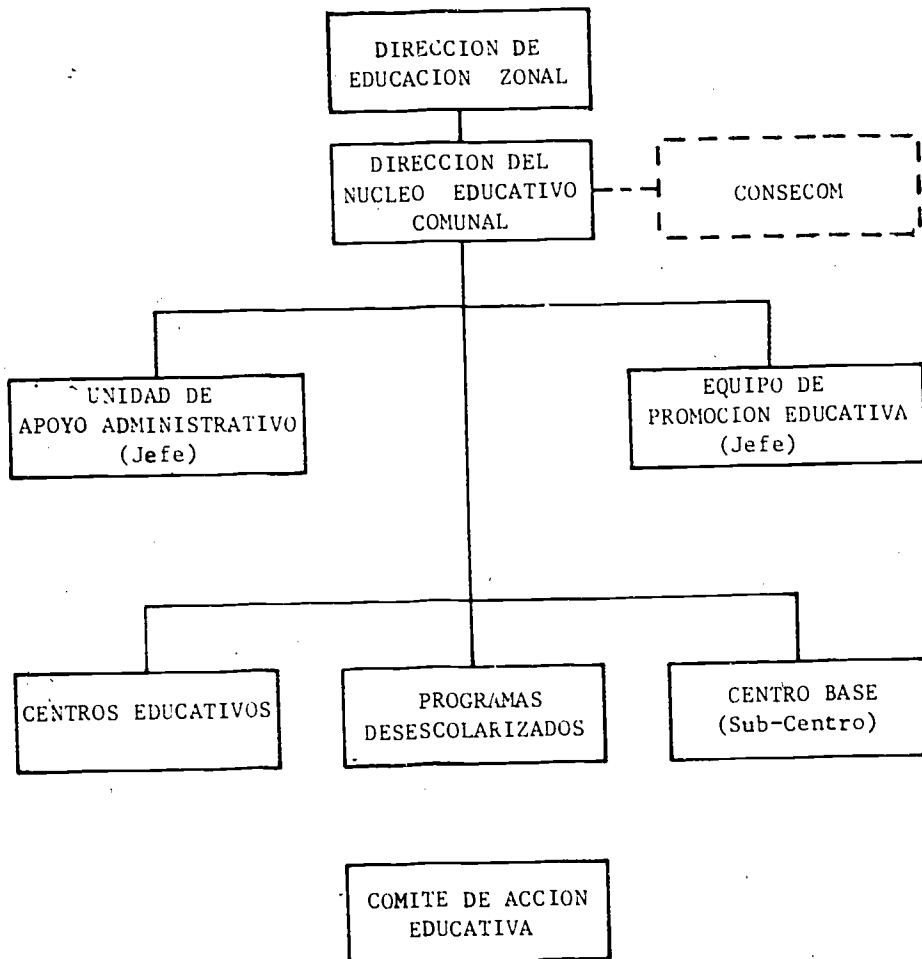 DIRECCION DE
EDUCACION ZONAL
DIRECCION DEL
NUCLEO EDUCATIVO
COMUNAL
CONSECOM
UNIDAD DE
APOYO ADMINISTRATIVO
(Jefe)
EQUIPO DE
PROMOCION EDUCATIVA
(Jefe)
CENTROS EDUCATIVOS
PROGRAMAS
DESESCOLARIZADOS
CENTRO BASE
(Sub-Centro)
COMITE DE ACCION
EDUCATIVA